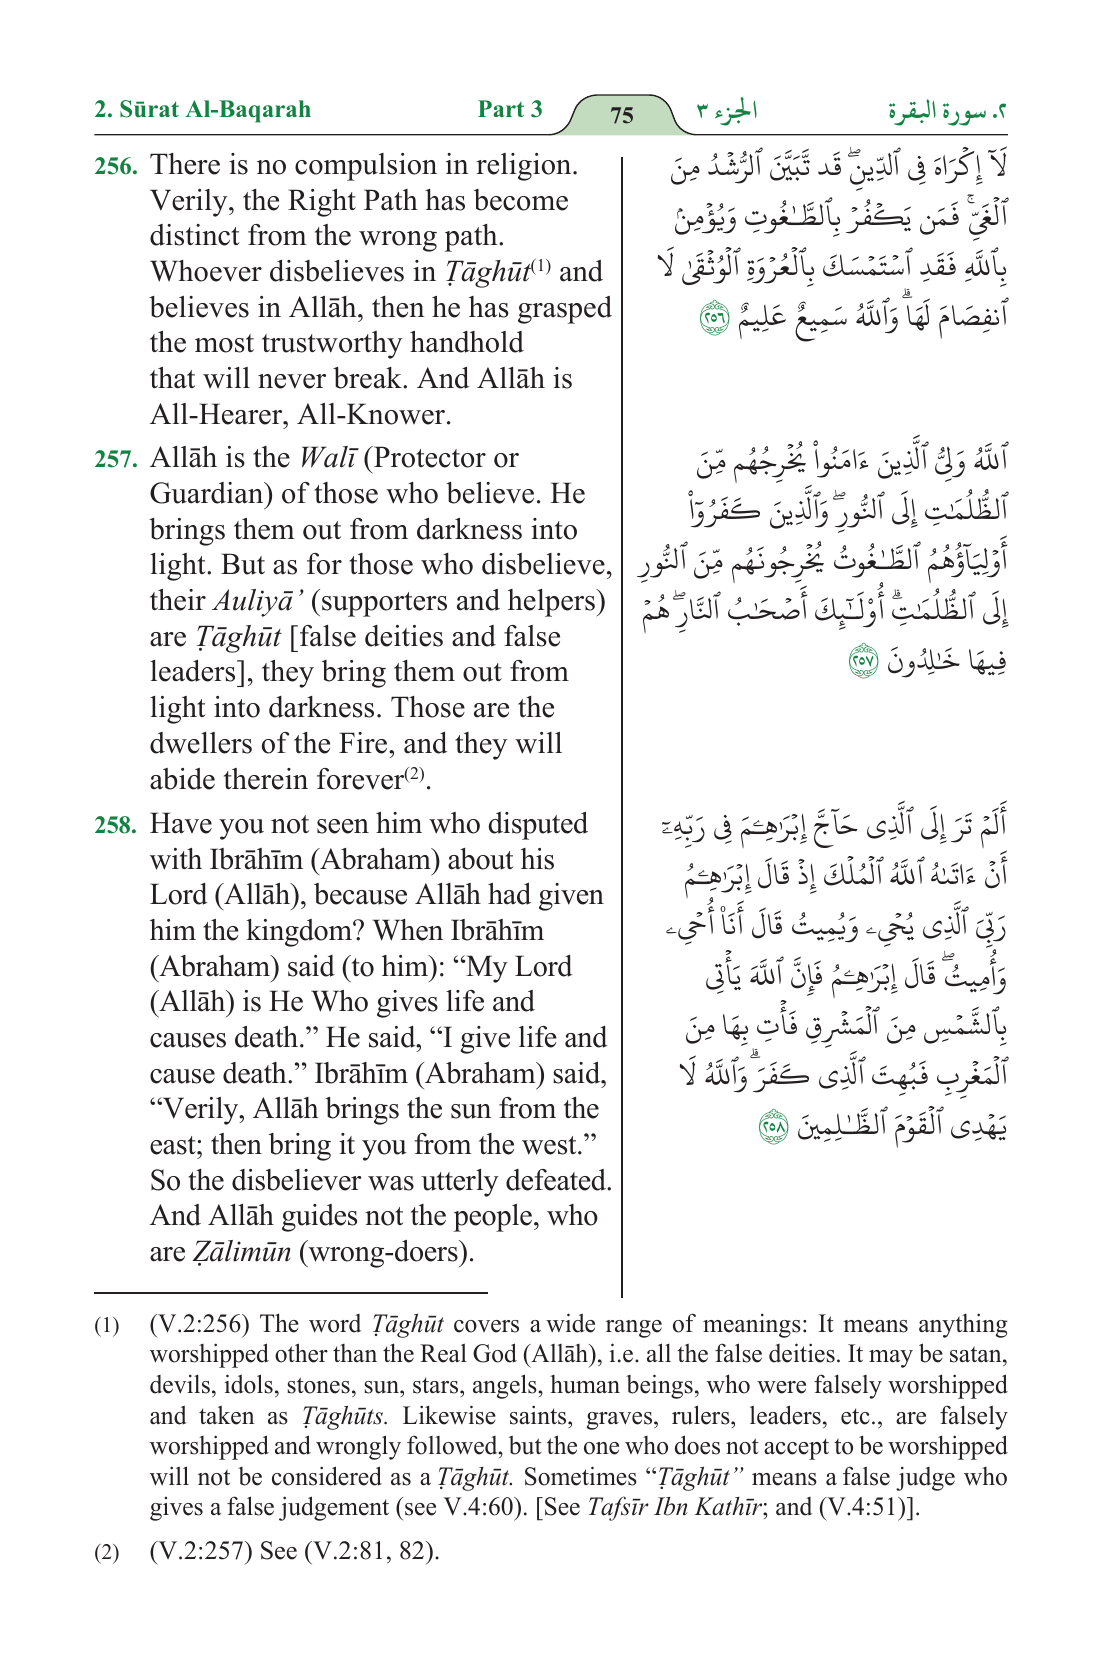 2. Sūrat Al-Baqarah Part 3 75 الجزء ٣ ٢. سورة البقرة
256. There is no compulsion in religion.
Verily, the Right Path has become
distinct from the wrong path.
Whoever disbelieves in Ṭāghūt(1) and
believes in Allāh, then he has grasped
the most trustworthy handhold
that will never break. And Allāh is
All-Hearer, All-Knower.
257. Allāh is the Walī (Protector or
Guardian) of those who believe. He
brings them out from darkness into
light. But as for those who disbelieve,
their Auliyā’ (supporters and helpers)
are Ṭāghūt [false deities and false
leaders], they bring them out from
light into darkness. Those are the
dwellers of the Fire, and they will
abide therein forever(2).
258. Have you not seen him who disputed
with Ibrāhīm (Abraham) about his
Lord (Allāh), because Allāh had given
him the kingdom? When Ibrāhīm
(Abraham) said (to him): “My Lord
(Allāh) is He Who gives life and
causes death.” He said, “I give life and
cause death.” Ibrāhīm (Abraham) said,
“Verily, Allāh brings the sun from the
east; then bring it you from the west.”
So the disbeliever was utterly defeated.
And Allāh guides not the people, who
are Ẓālimūn (wrong-doers).
لَآ إِكْرَاهَ فِى ٱلدِّينِ ۖ قَد تَّبَيَّنَ ٱلرُّشْدُ مِنَ
ٱلْغَىِّ ۚ فَمَن يَكْفُرْ بِٱلطَّـٰغُوتِ وَيُؤْمِنۢ
بِٱللَّهِ فَقَدِ ٱسْتَمْسَكَ بِٱلْعُرْوَةِ ٱلْوُثْقَىٰ لَا
ٱنفِصَامَ لَهَا ۗ وَٱللَّهُ سَمِيعٌ عَلِيمٌ ٢٥٦
ٱللَّهُ وَلِىُّ ٱلَّذِينَ ءَامَنُوا۟ يُخْرِجُهُم مِّنَ
ٱلظُّلُمَـٰتِ إِلَى ٱلنُّورِ ۖ وَٱلَّذِينَ كَفَرُوٓا۟
أَوْلِيَآؤُهُمُ ٱلطَّـٰغُوتُ يُخْرِجُونَهُم مِّنَ ٱلنُّورِ
إِلَى ٱلظُّلُمَـٰتِ ۗ أُو۟لَـٰٓئِكَ أَصْحَـٰبُ ٱلنَّارِ ۖ هُمْ
فِيهَا خَـٰلِدُونَ ٢٥٧
أَلَمْ تَرَ إِلَى ٱلَّذِى حَآجَّ إِبْرَٰهِـۧمَ فِى رَبِّهِۦٓ
أَنْ ءَاتَىٰهُ ٱللَّهُ ٱلْمُلْكَ إِذْ قَالَ إِبْرَٰهِـۧمُ
رَبِّىَ ٱلَّذِى يُحْىِۦ وَيُمِيتُ قَالَ أَنَا۠ أُحْىِۦ
وَأُمِيتُ ۖ قَالَ إِبْرَٰهِـۧمُ فَإِنَّ ٱللَّهَ يَأْتِى
بِٱلشَّمْسِ مِنَ ٱلْمَشْرِقِ فَأْتِ بِهَا مِنَ
ٱلْمَغْرِبِ فَبُهِتَ ٱلَّذِى كَفَرَ ۗ وَٱللَّهُ لَا
يَهْدِى ٱلْقَوْمَ ٱلظَّـٰلِمِينَ ٢٥٨
(1) (V.2:256) The word Ṭāghūt covers a wide range of meanings: It means anything
worshipped other than the Real God (Allāh), i.e. all the false deities. It may be satan,
devils, idols, stones, sun, stars, angels, human beings, who were falsely worshipped
and taken as Ṭāghūts. Likewise saints, graves, rulers, leaders, etc., are falsely
worshipped and wrongly followed, but the one who does not accept to be worshipped
will not be considered as a Ṭāghūt. Sometimes “Ṭāghūt” means a false judge who
gives a false judgement (see V.4:60). [See Tafsīr Ibn Kathīr; and (V.4:51)].
(2) (V.2:257) See (V.2:81, 82).